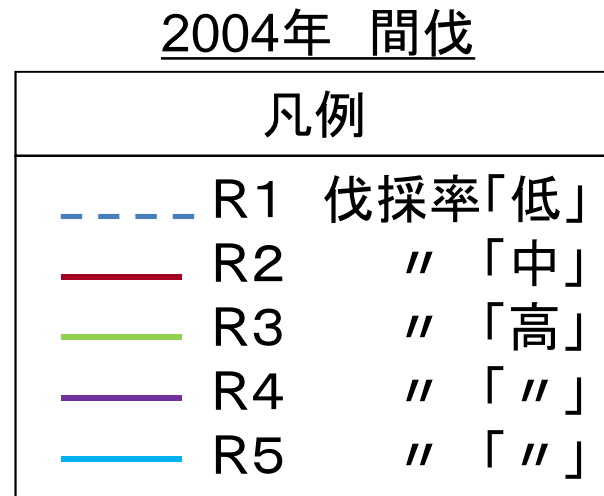 2004年　間伐
凡例
R1　伐採率「低」
R2　〃　「中」
R3　〃　「高」
R4　〃　「〃」
R5　〃　「〃」